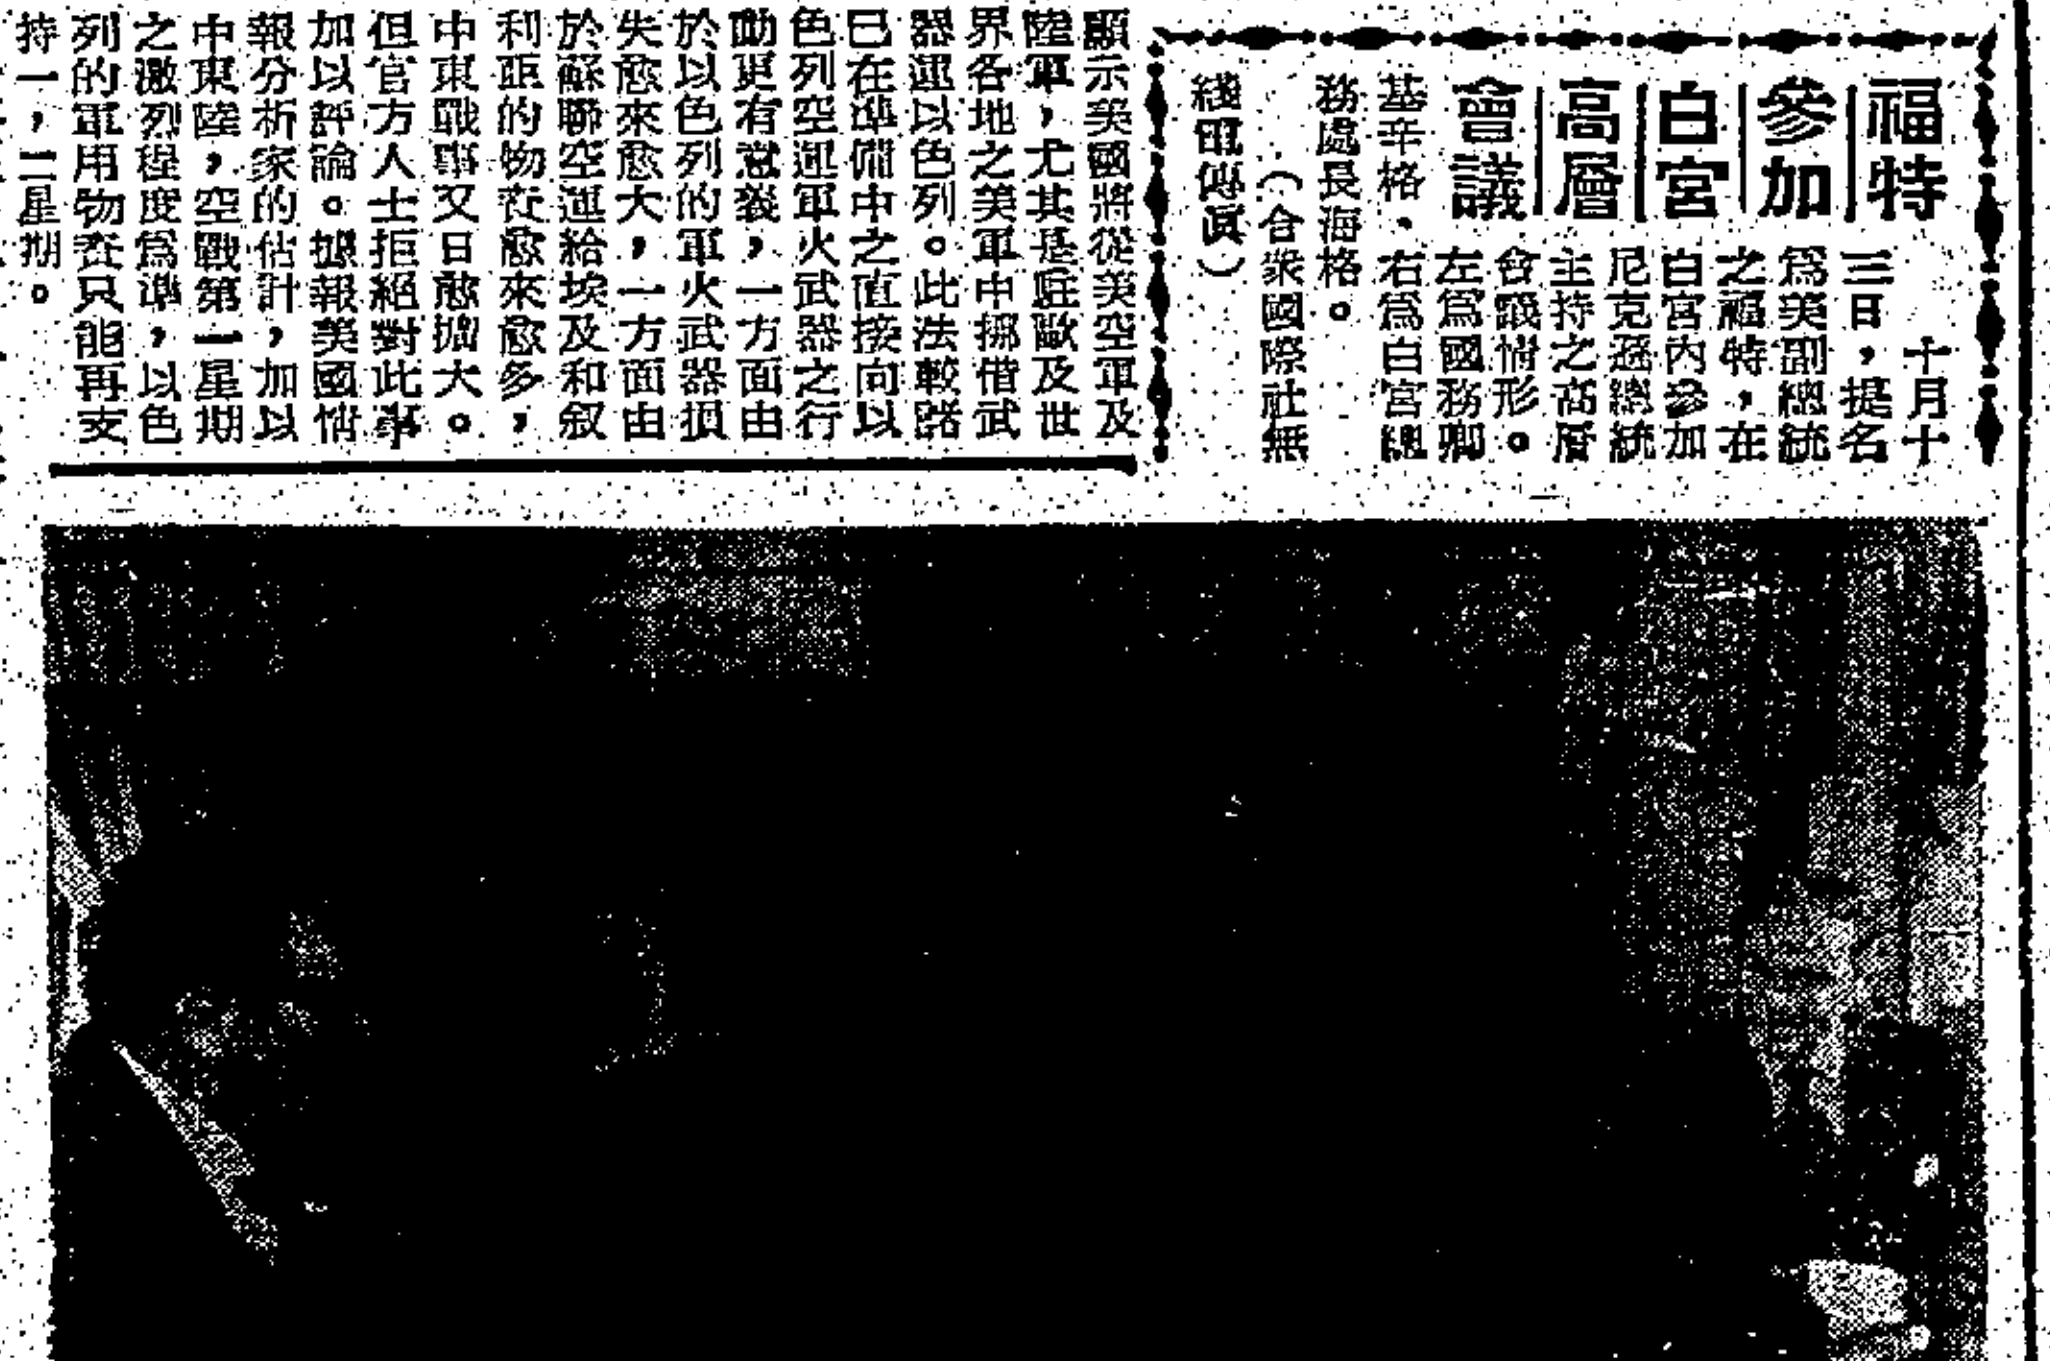 福特
參加
白宮
高層
會議
十月十
三日，提名
為美副總統
之福特，在
白宮內參加
尼克遜總統
主持之高層
會議情形。
左為國務卿
基辛格、右為白宮總
務處長海格。
（合衆國際社無
綫電傳真）
顯示美國將從美空軍及
陸軍，尤其是駐歐及世
界各地之美軍中挪借武
器運以色列。此法較諸
已在準備中之直接向以
色列空運軍火武器之行
動更有意義，一方面由
於以色列的軍火武器損
失愈來愈大，一方面由
於蘇聯空運給埃及和叙
利亞的物資愈來愈多，
中東戰事又日愈擴大。
但官方人士拒絕對此事
加以評論。據報美國情
報分析家的估計，加以
中東陸，空戰第一星期
之激烈程度為準，以色
列的軍用物資只能再支
持一，二星期。